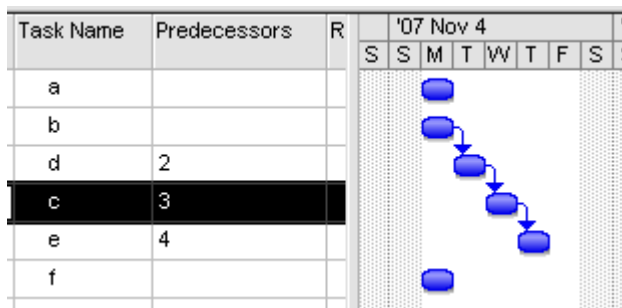 Task Name Predecessors R '07 Nov 4
S S M T W T F S
a
b
d 2
c 3
e 4
f